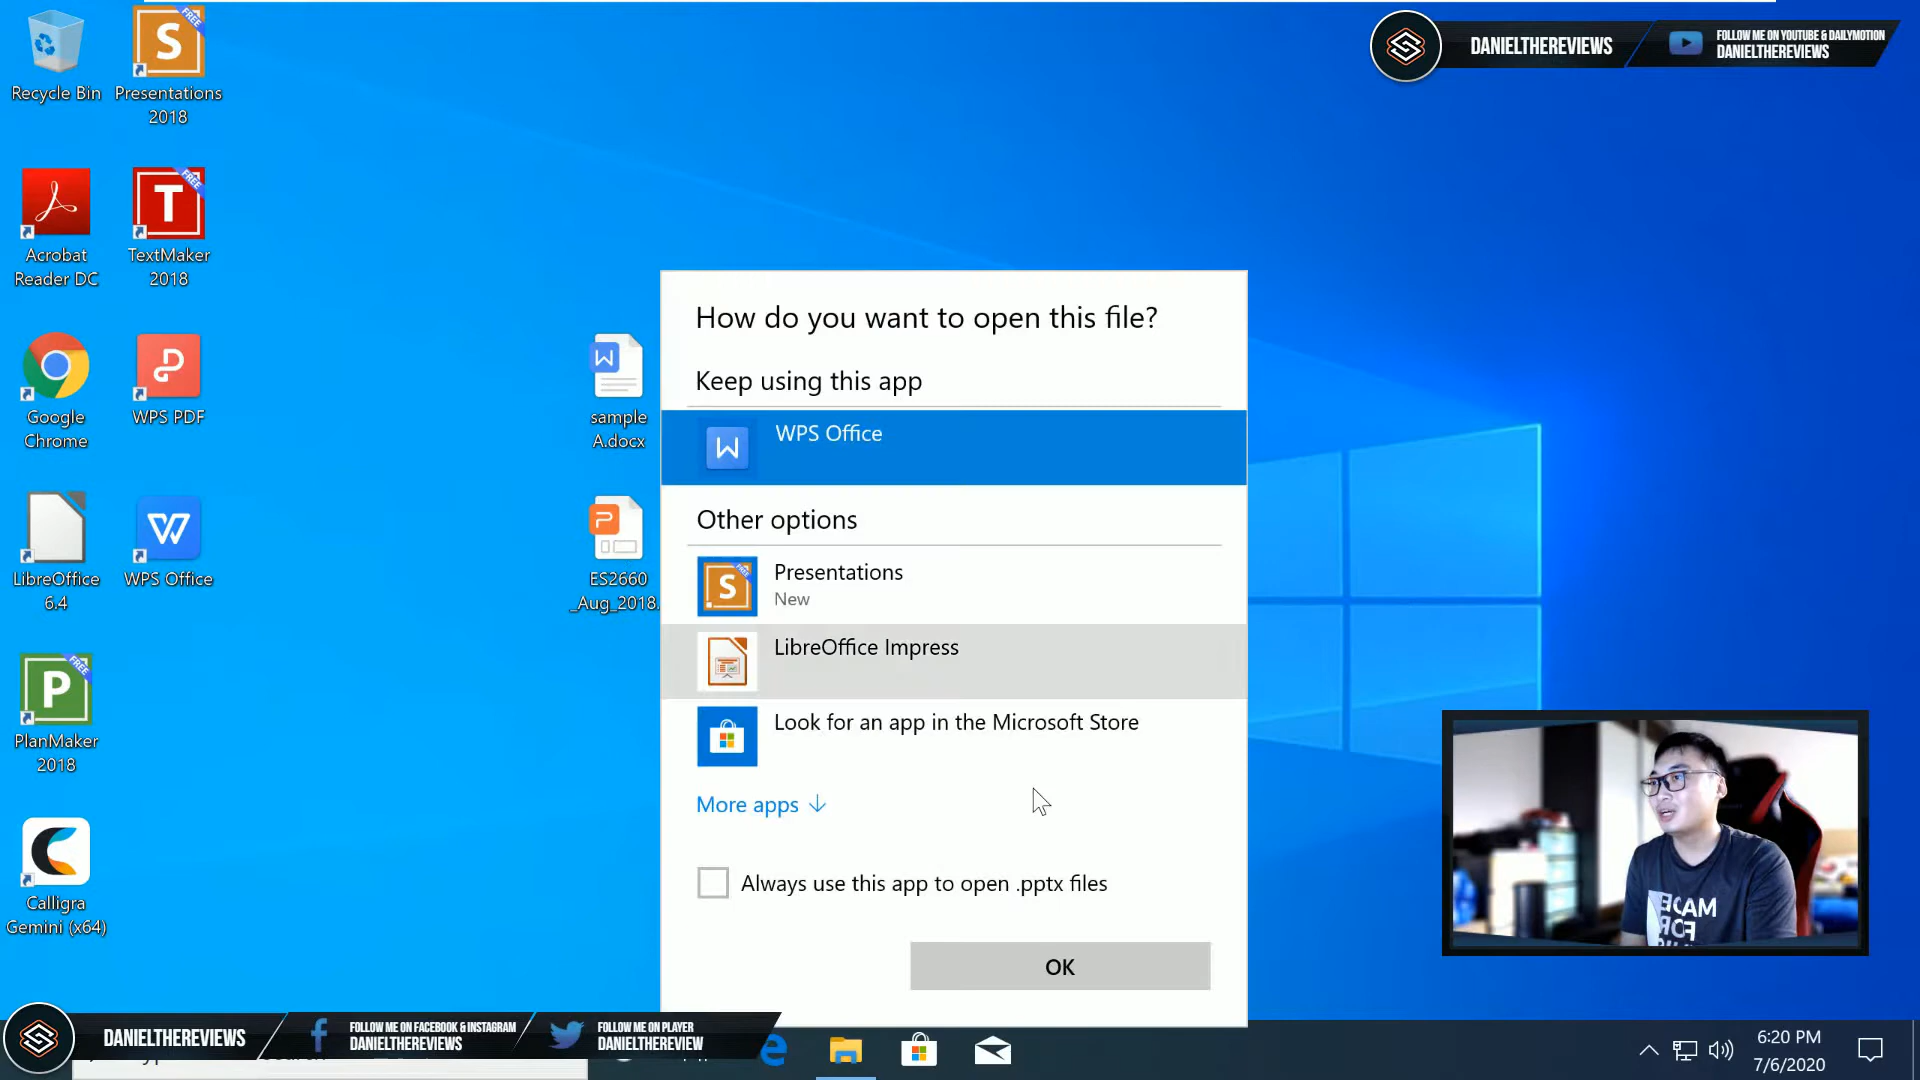 Recycle Bin
Presentations
2018
Acrobat
Reader DC
TextMaker
2018
Google
Chrome
WPS PDF
LibreOffice
6.4
WPS Office
PlanMaker
2018
Calligra
Gemini (x64)
sample
A.docx
ES2660
_Aug_2018.
DANIELTHEREVIEWS
FOLLOW ME ON YOUTUBE & DAILYMOTION
DANIELTHEREVIEWS
How do you want to open this file?
Keep using this app
WPS Office
Other options
Presentations
New
LibreOffice Impress
Look for an app in the Microsoft Store
More apps
Always use this app to open .pptx files
OK
DANIELTHEREVIEWS
FOLLOW ME ON FACEBOOK & INSTAGRAM
DANIELTHEREVIEWS
FOLLOW ME ON PLAYER
DANIELTHEREVIEW
6:20 PM
7/6/2020